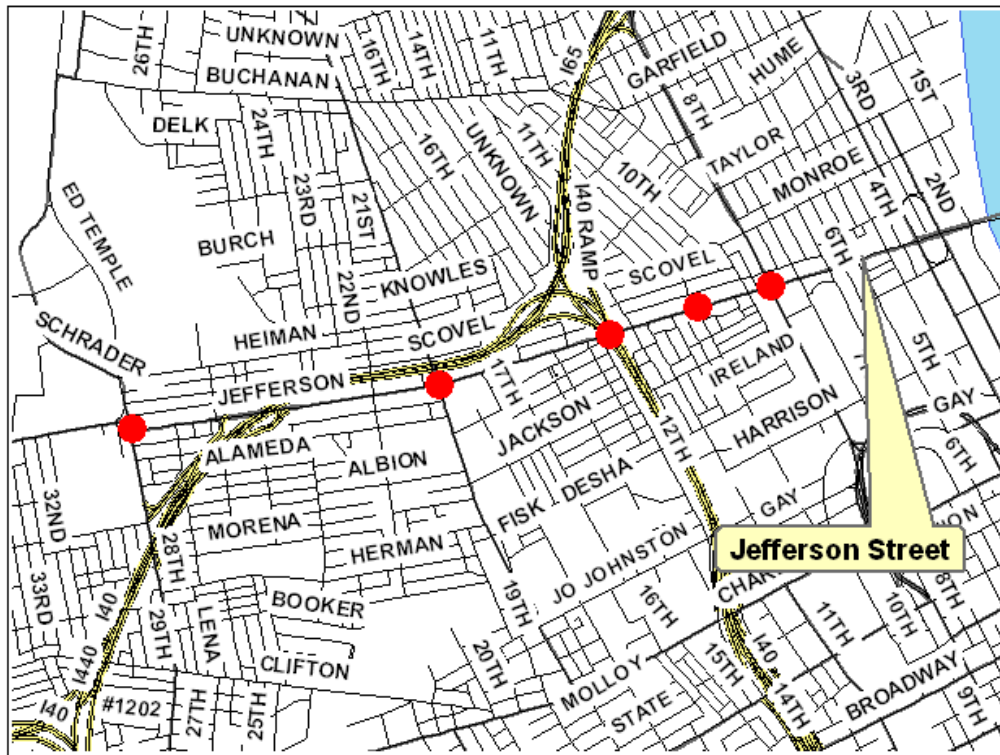 UNKNOWN
26TH
16TH
14TH
11TH
I65
GARFIELD
HUME
3RD
1ST
BUCHANAN
DELK
24TH
16TH
UNKNOWN
11TH
8TH
TAYLOR
MONROE
10TH
4TH
2ND
ED TEMPLE
23RD
21ST
BURCH
22ND
I40 RAMP
6TH
KNOWLES
SCOVEL
SCHRADER
HEIMAN
SCOVEL
JEFFERSON
17TH
IRELAND
5TH
JACKSON
12TH
HARRISON
GAY
6TH
ALAMEDA
ALBION
32ND
FISK
DESHA
GAY
MORENA
28TH
HERMAN
JO JOHNSTON
Jefferson Street
33RD
I40
29TH
LENA
BOOKER
19TH
16TH
11TH
10TH
8TH
I440
CLIFTON
20TH
MOLLOY
15TH
I40
BROADWAY
I40
#1202
27TH
25TH
STATE
14TH
9TH